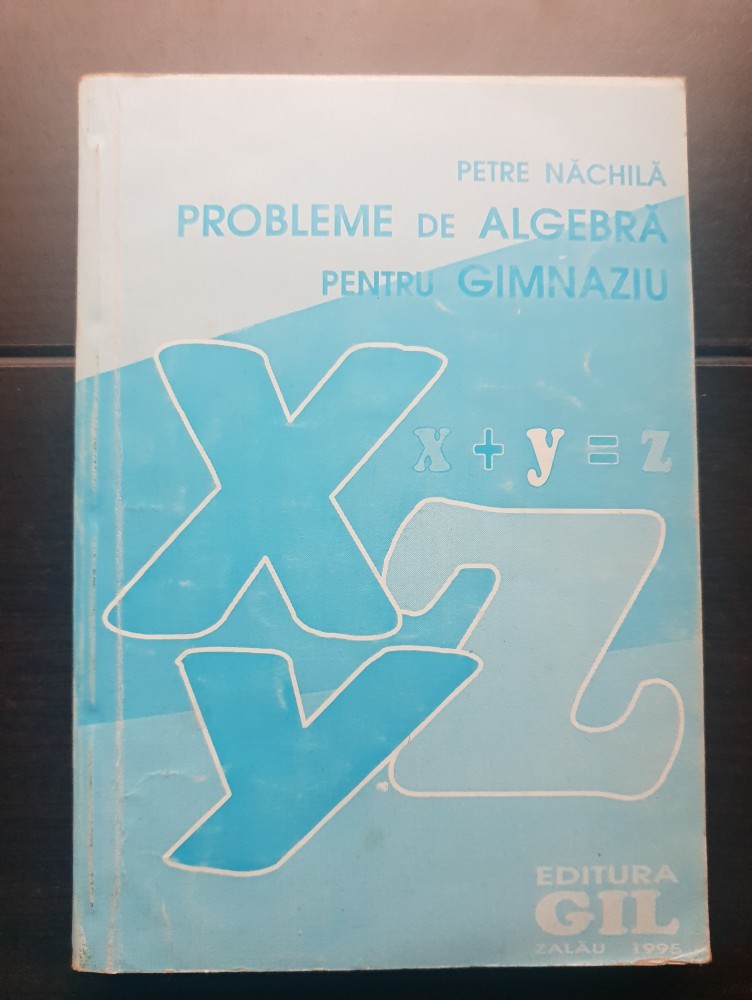 PETRE NĂCHILĂ
PROBLEME DE ALGEBRĂ
PENTRU GIMNAZIU
X
x + y = z
Z
y
EDITURA
GIL
ZALĂU 1995